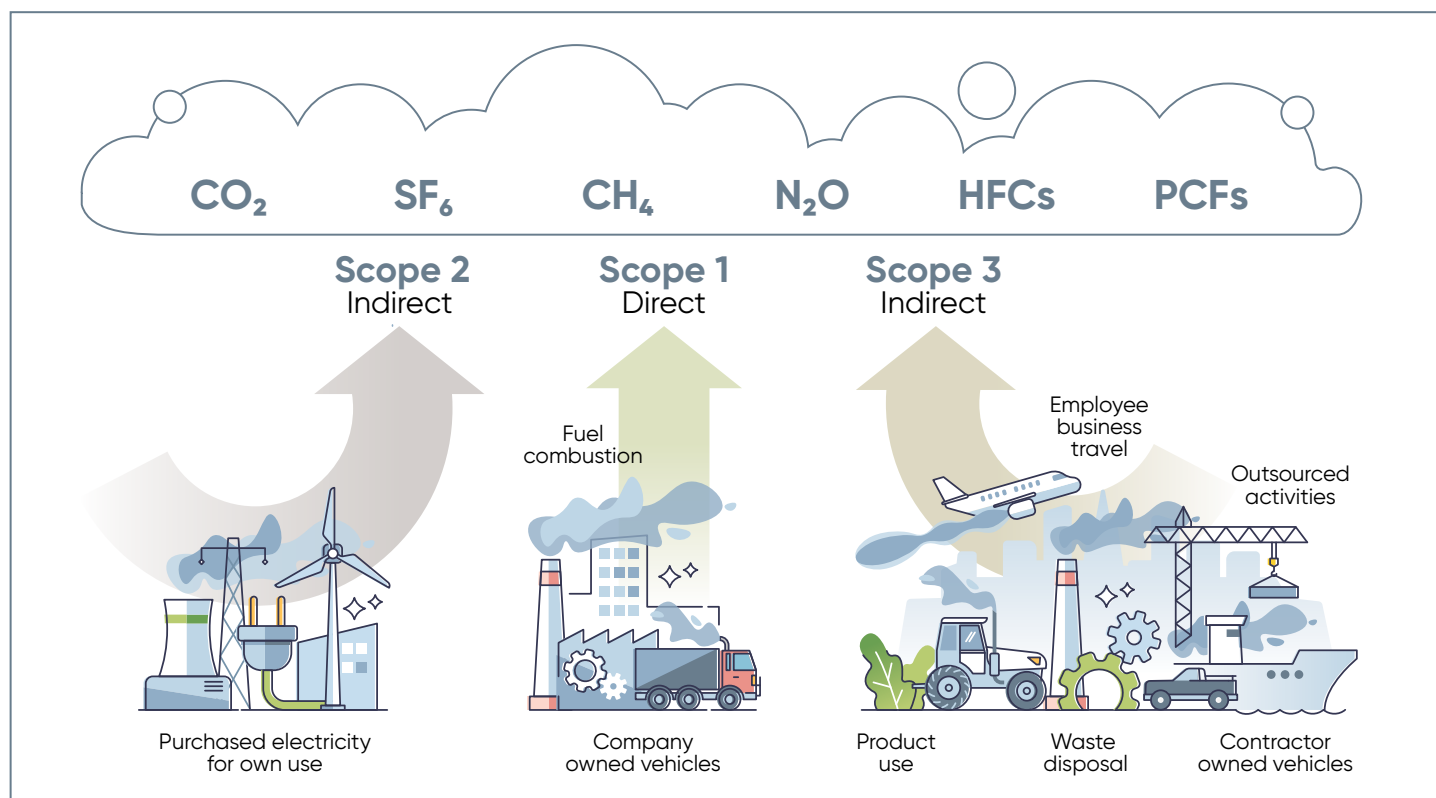 CO₂ SF₆ CH₄ N₂O HFCs PCFs
Scope 2
Indirect
Scope 1
Direct
Scope 3
Indirect
Fuel
combustion
Employee
business
travel
Outsourced
activities
Purchased electricity
for own use
Company
owned vehicles
Product
use
Waste
disposal
Contractor
owned vehicles